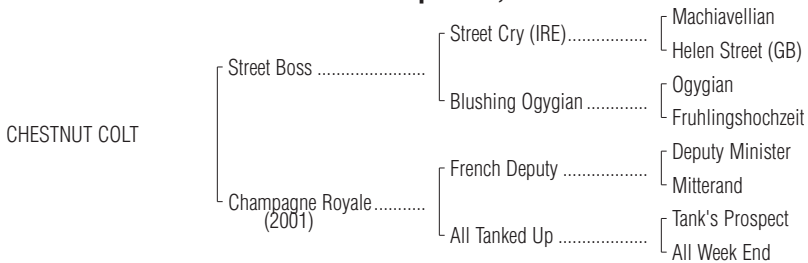 Machiavellian
Street Cry (IRE)...................
Helen Street (GB)
Street Boss .......................
Ogygian
Blushing Ogygian .............
Fruhlingshochzeit
CHESTNUT COLT
Deputy Minister
French Deputy ..................
Mitterand
Champagne Royale...........
(2001)
Tank's Prospect
All Tanked Up ...................
All Week End